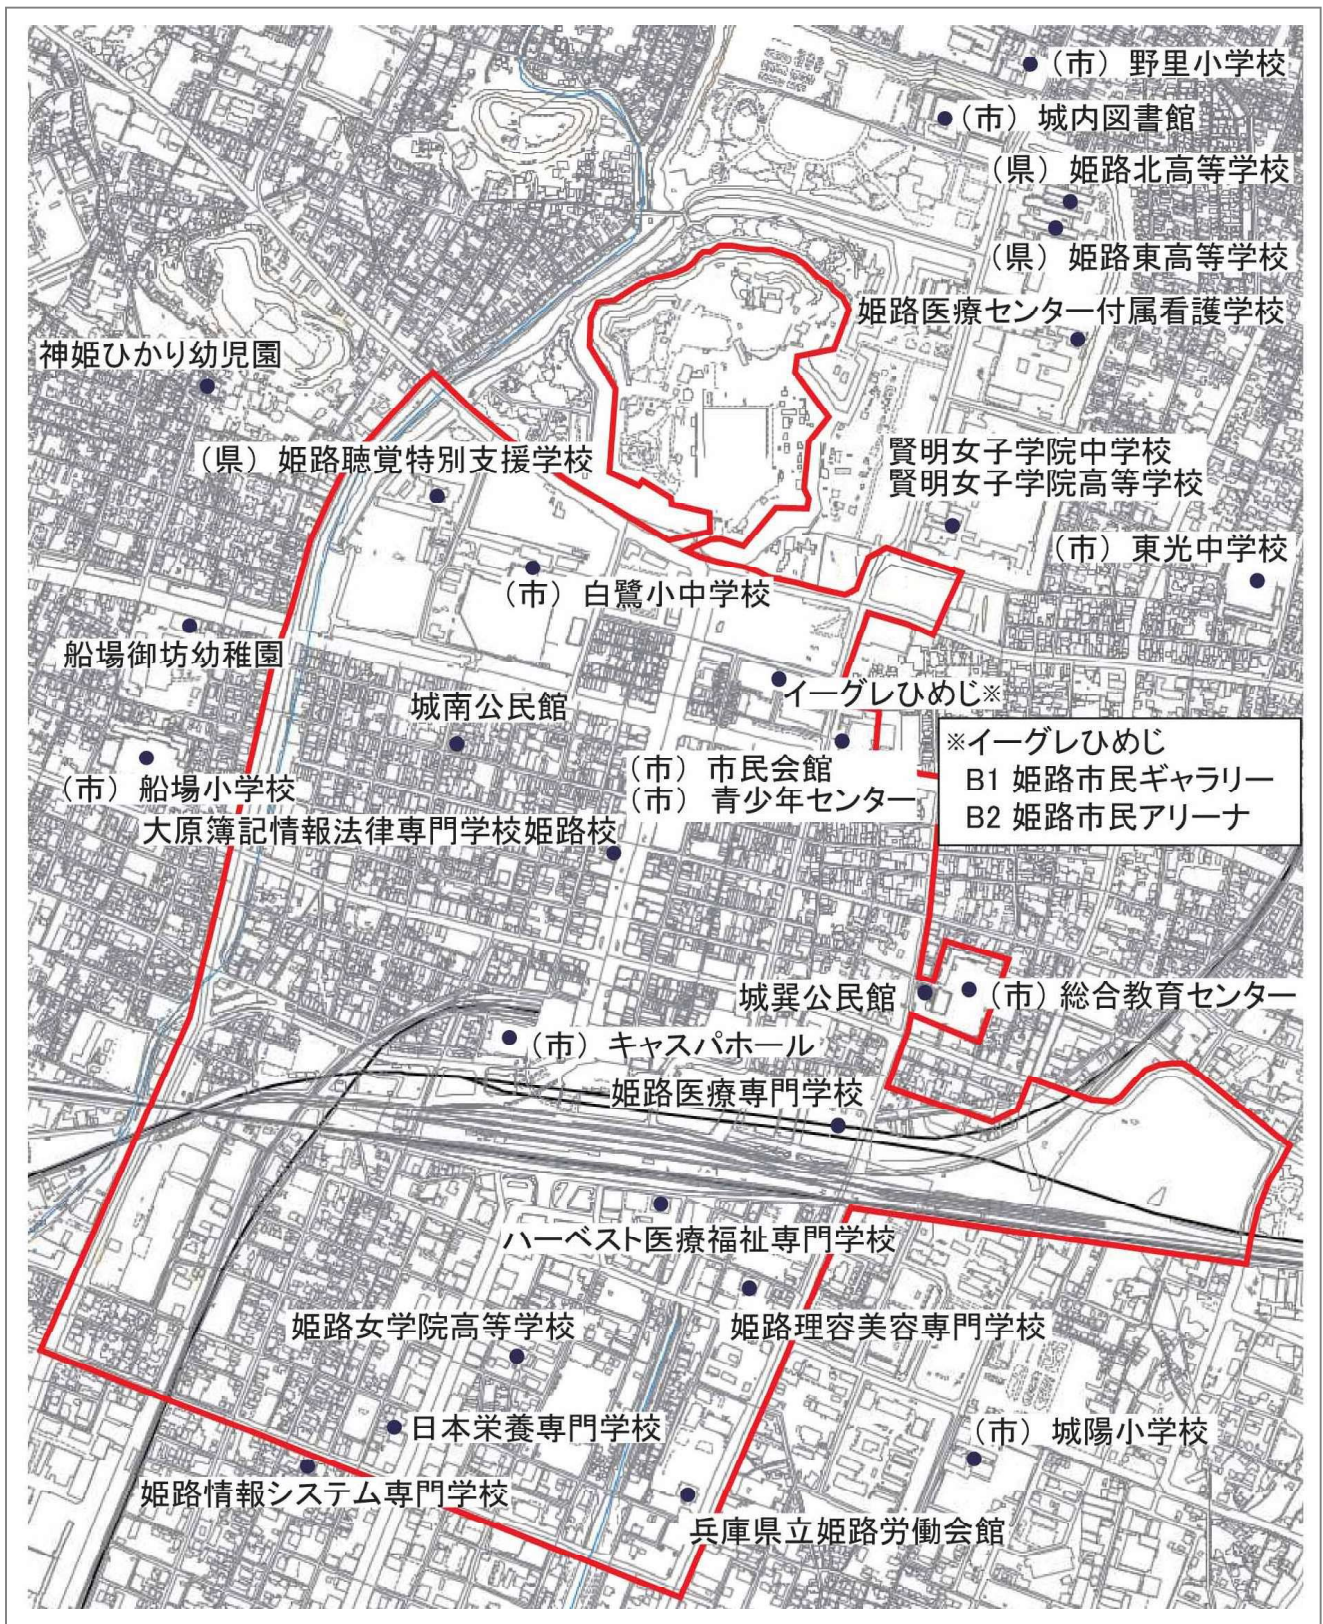 (市) 野里小学校
(市) 城内図書館
(県) 姫路北高等学校
(県) 姫路東高等学校
姫路医療センター付属看護学校
神姫ひかり幼児園
(県) 姫路聴覚特別支援学校
賢明女子学院中学校
賢明女子学院高等学校
(市) 東光中学校
(市) 白鷺小中学校
船場御坊幼稚園
イーグレひめじ※
城南公民館
※イーグレひめじ
B1 姫路市民ギャラリー
B2 姫路市民アリーナ
(市) 市民会館
(市) 青少年センター
(市) 船場小学校
大原簿記情報法律専門学校姫路校
城巽公民館
(市) 総合教育センター
(市) キャスパホール
姫路医療専門学校
ハーベスト医療福祉専門学校
姫路女学院高等学校
姫路理容美容専門学校
日本栄養専門学校
(市) 城陽小学校
姫路情報システム専門学校
兵庫県立姫路労働会館